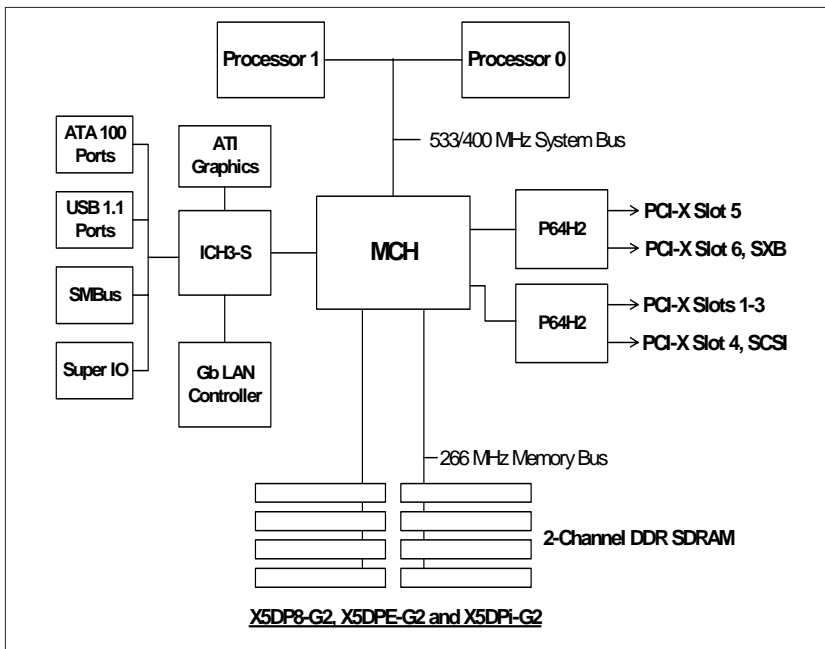 Processor 1
Processor 0
533/400 MHz System Bus
ATA 100
Ports
ATI
Graphics
USB 1.1
Ports
ICH3-S
MCH
P64H2
PCI-X Slot 5
PCI-X Slot 6, SXB
SMBus
P64H2
PCI-X Slots 1-3
PCI-X Slot 4, SCSI
Super IO
Gb LAN
Controller
266 MHz Memory Bus
2-Channel DDR SDRAM
X5DP8-G2, X5DPE-G2 and X5DPi-G2